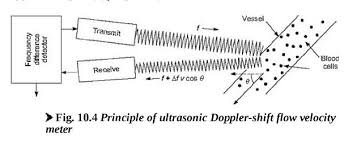 Frequency
difference
detector
Transmit
f
Vessel
Receive
f + Δf v cos θ
θ
Blood
cells
➤ Fig. 10.4 Principle of ultrasonic Doppler-shift flow velocity
meter